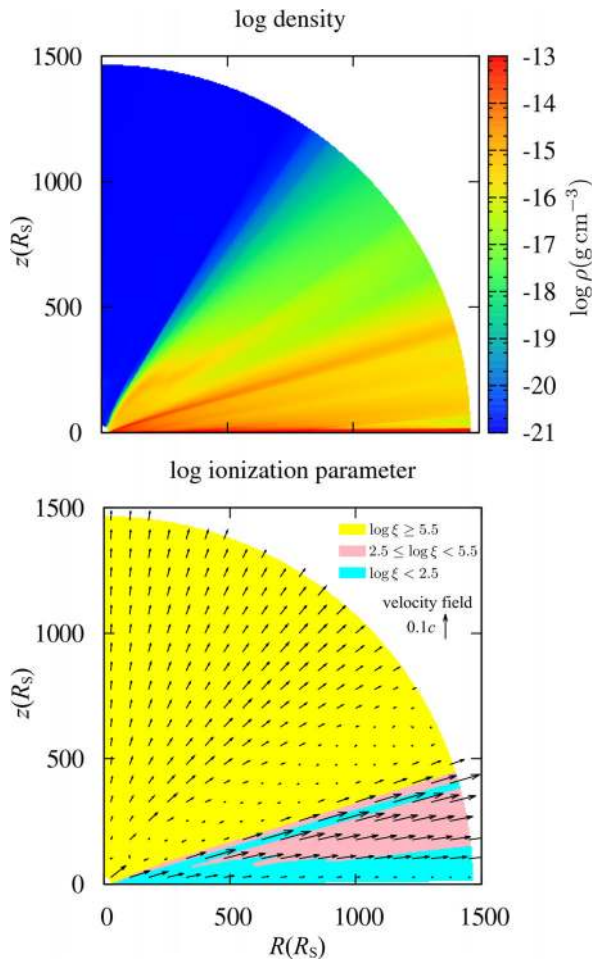 log density
1500
1000
500
0
z(R_S)
-13
-14
-15
-16
-17
-18
-19
-20
-21
log ρ(g cm⁻³)
log ionization parameter
1500
1000
500
0
z(R_S)
log ξ ≥ 5.5
2.5 ≤ log ξ < 5.5
log ξ < 2.5
velocity field
0.1c
0 500 1000 1500
R(R_S)